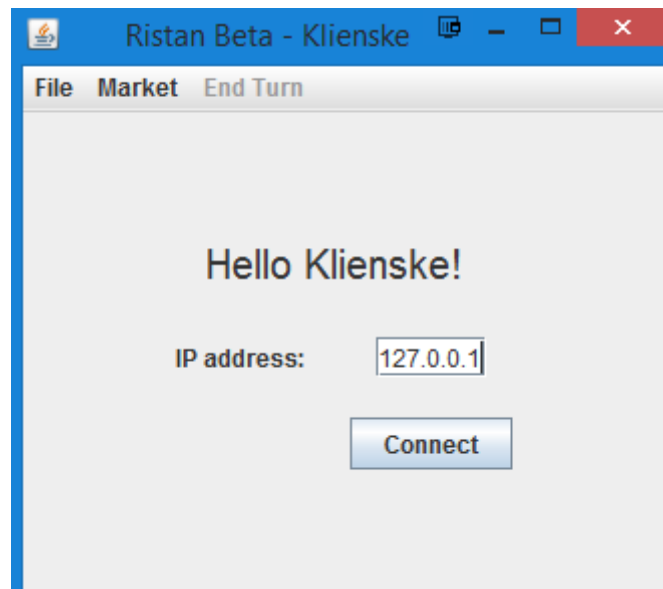 Ristan Beta - Klienske
File Market End Turn
Hello Klienske!
IP address: 127.0.0.1
Connect